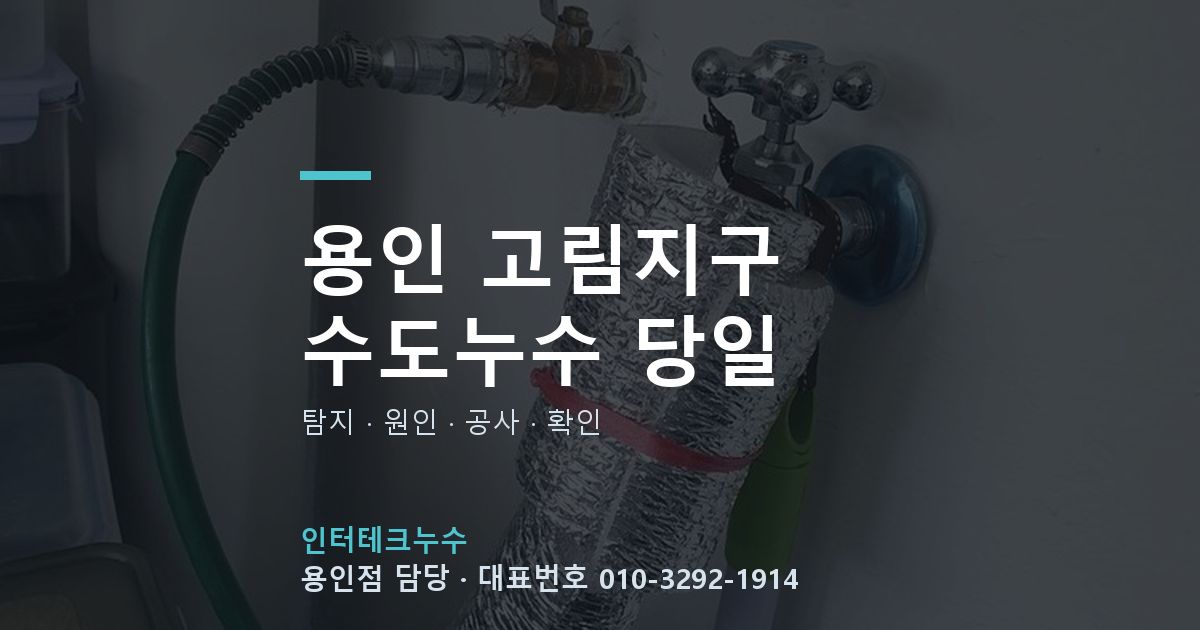 용인 고림지구
수도누수 당일
탐지 · 원인 · 공사 · 확인
인터테크누수
용인점 담당 · 대표번호 010-3292-1914